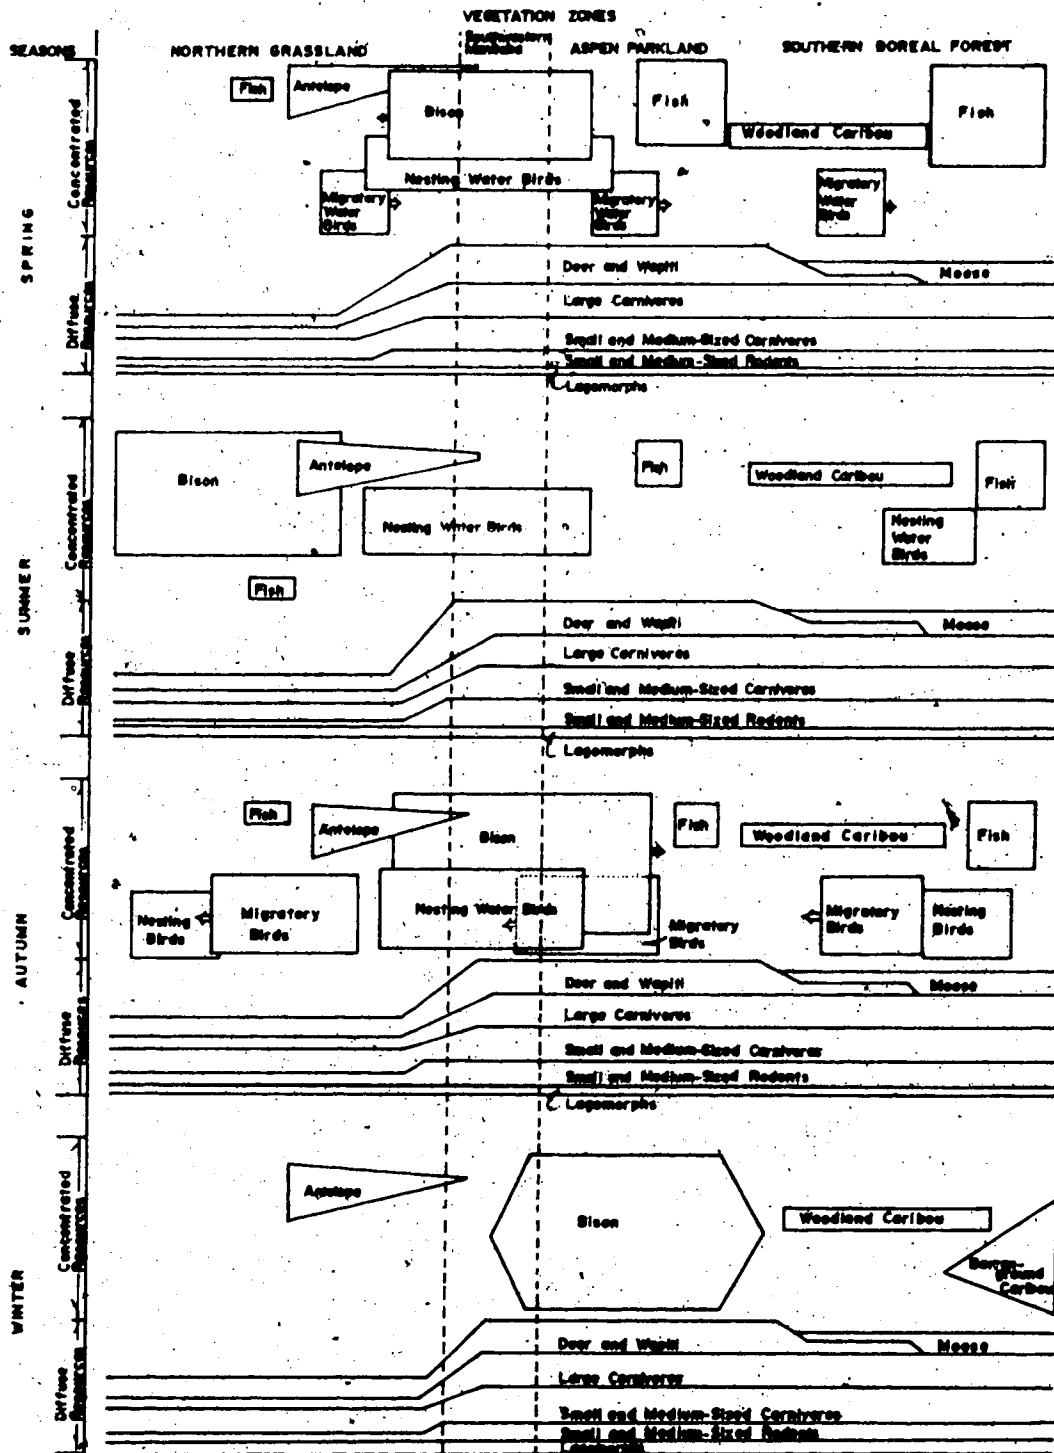 VEGETATION ZONES
SEASONS
NORTHERN GRASSLAND
Southwestern
Manitoba
ASPEN PARKLAND
SOUTHERN BOREAL FOREST
SPRING
Concentrated
Resources
Fish
Antelope
Bison
Fish
Woodland Caribou
Fish
Nesting Water Birds
Migratory
Water
Birds
Migratory
Water
Birds
Migratory
Water
Birds
Diffuse
Resources
Deer and Wapiti
Moose
Large Carnivores
Small and Medium-Sized Carnivores
Small and Medium-Sized Rodents
Lagomorphs
SUMMER
Concentrated
Resources
Bison
Antelope
Fish
Woodland Caribou
Fish
Nesting Water Birds
Nesting
Water
Birds
Fish
Diffuse
Resources
Deer and Wapiti
Moose
Large Carnivores
Small and Medium-Sized Carnivores
Small and Medium-Sized Rodents
Lagomorphs
AUTUMN
Concentrated
Resources
Fish
Antelope
Bison
Fish
Woodland Caribou
Fish
Nesting
Birds
Migratory
Birds
Nesting Water Birds
Migratory
Birds
Migratory
Birds
Nesting
Birds
Diffuse
Resources
Deer and Wapiti
Moose
Large Carnivores
Small and Medium-Sized Carnivores
Small and Medium-Sized Rodents
Lagomorphs
WINTER
Concentrated
Resources
Antelope
Bison
Woodland Caribou
Barren-
ground
Caribou
Diffuse
Resources
Deer and Wapiti
Moose
Large Carnivores
Small and Medium-Sized Carnivores
Small and Medium-Sized Rodents
Lagomorphs